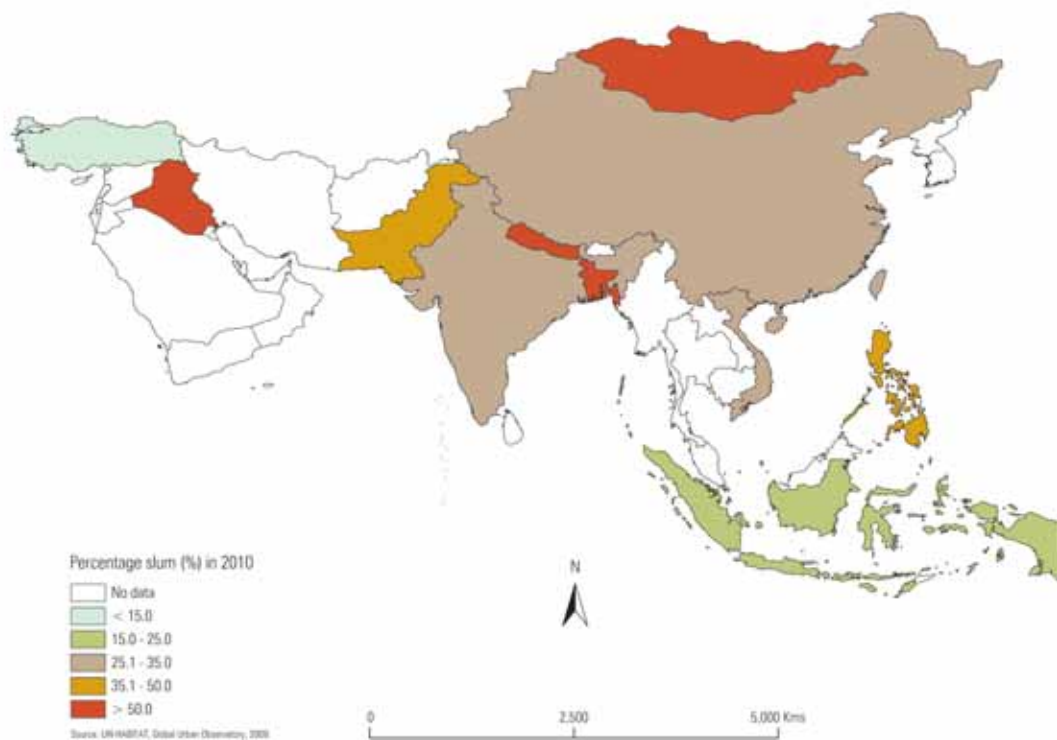 N
Percentage slum (%) in 2010
No data
< 15.0
15.0 - 25.0
25.1 - 35.0
35.1 - 50.0
> 50.0
0 2.500 5.000 Kms
Source: UN-HABITAT, Global Urban Observatory, 2009